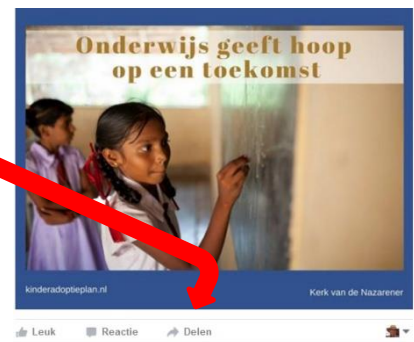 Onderwijs geeft hoop
op een toekomst
kinderadoptieplan.nl
Kerk van de Nazarener
Leuk Reactie Delen